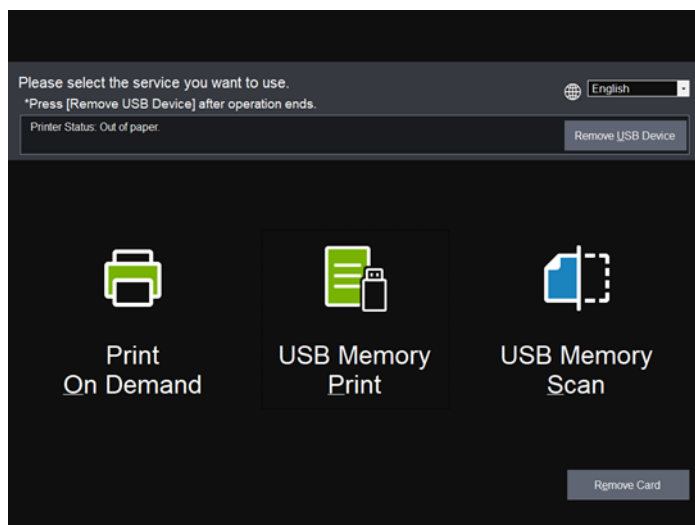 Please select the service you want to use.
*Press [Remove USB Device] after operation ends.
English
Printer Status: Out of paper.
Remove USB Device
Print
On Demand
USB Memory
Print
USB Memory
Scan
Remove Card